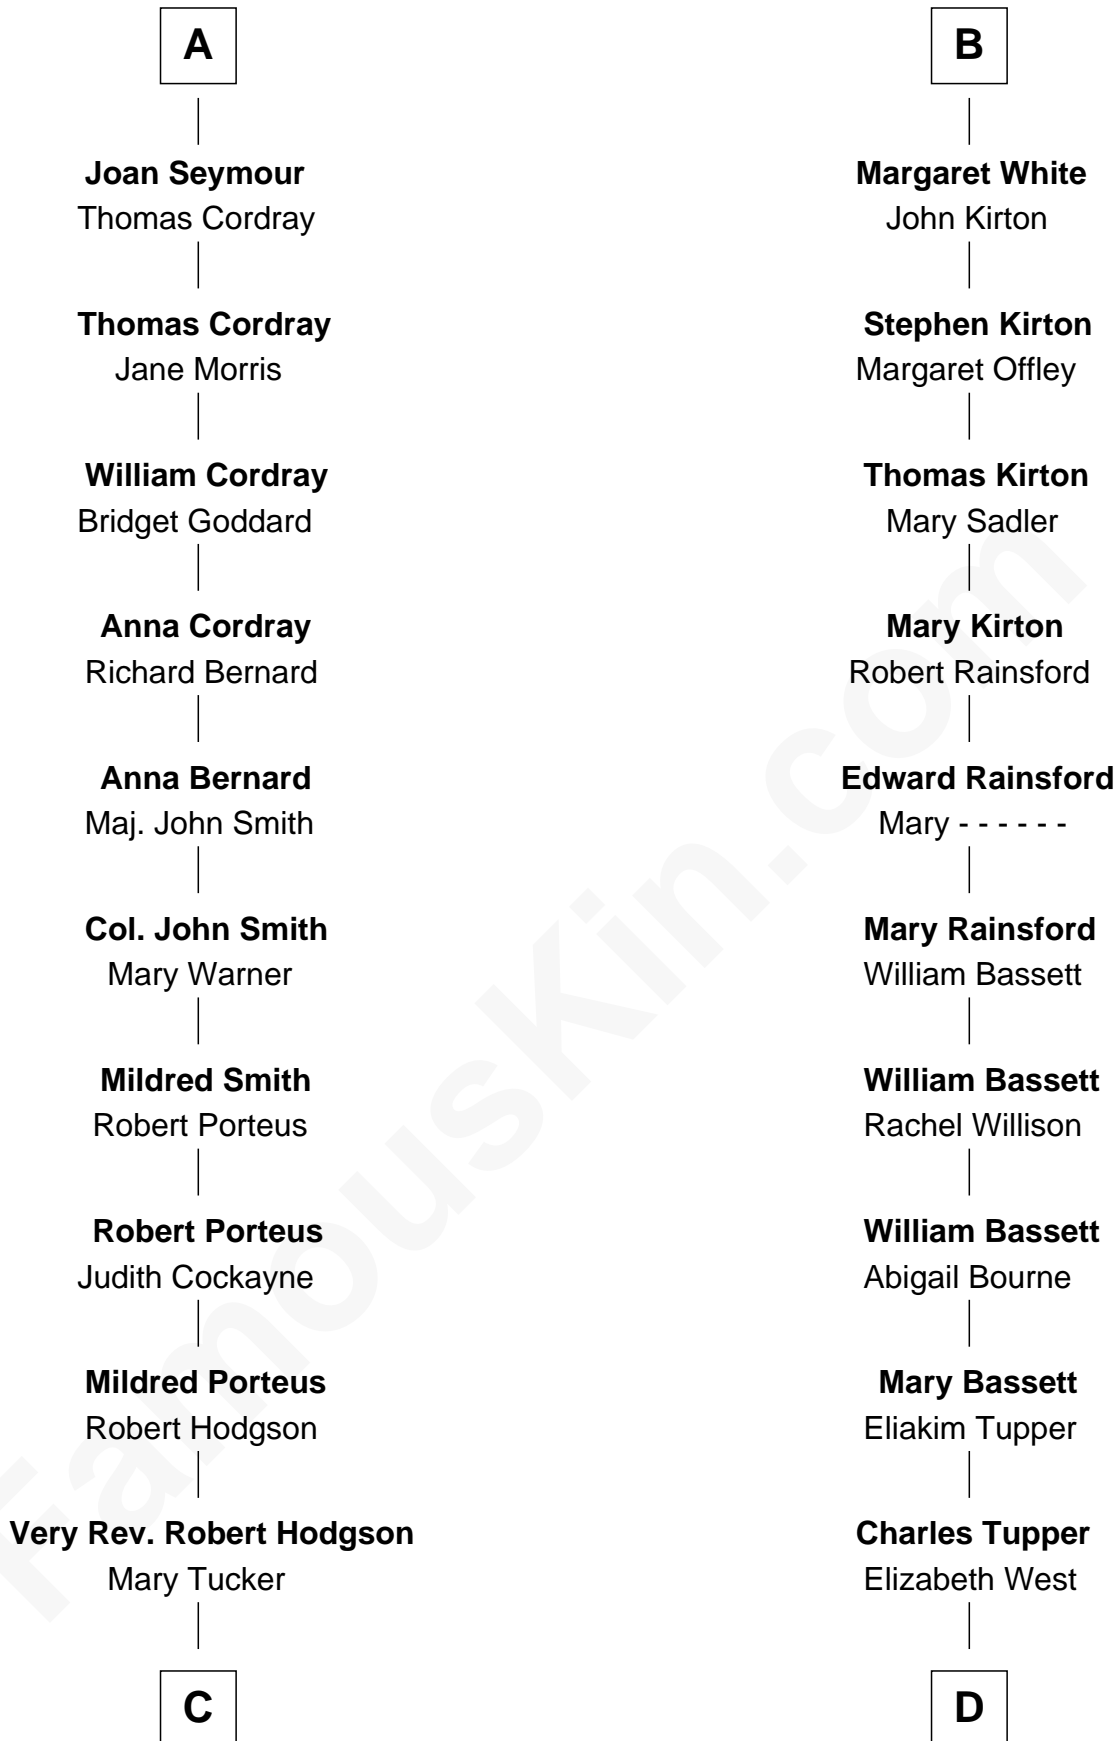 A
Joan Seymour
Thomas Cordray
Thomas Cordray
Jane Morris
William Cordray
Bridget Goddard
Anna Cordray
Richard Bernard
Anna Bernard
Maj. John Smith
Col. John Smith
Mary Warner
Mildred Smith
Robert Porteus
Robert Porteus
Judith Cockayne
Mildred Porteus
Robert Hodgson
Very Rev. Robert Hodgson
Mary Tucker
C
B
Margaret White
John Kirton
Stephen Kirton
Margaret Offley
Thomas Kirton
Mary Sadler
Mary Kirton
Robert Rainsford
Edward Rainsford
Mary - - - - - -
Mary Rainsford
William Bassett
William Bassett
Rachel Willison
William Bassett
Abigail Bourne
Mary Bassett
Eliakim Tupper
Charles Tupper
Elizabeth West
D
FamousKin.com